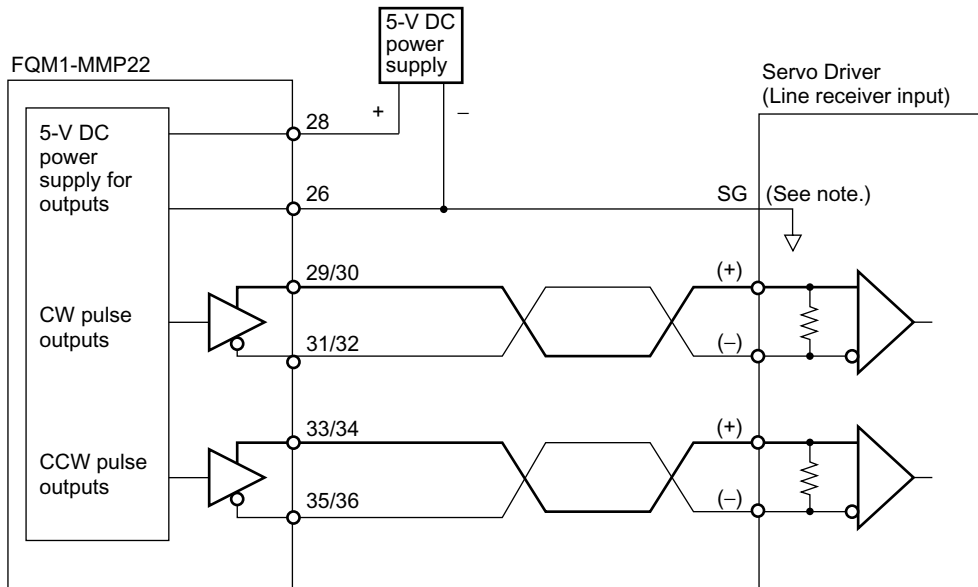 5-V DC
power
supply
FQM1-MMP22
Servo Driver
(Line receiver input)
+
–
28
5-V DC
power
supply for
outputs
26
SG
(See note.)
29/30
(+)
CW pulse
outputs
31/32
(–)
33/34
(+)
CCW pulse
outputs
35/36
(–)